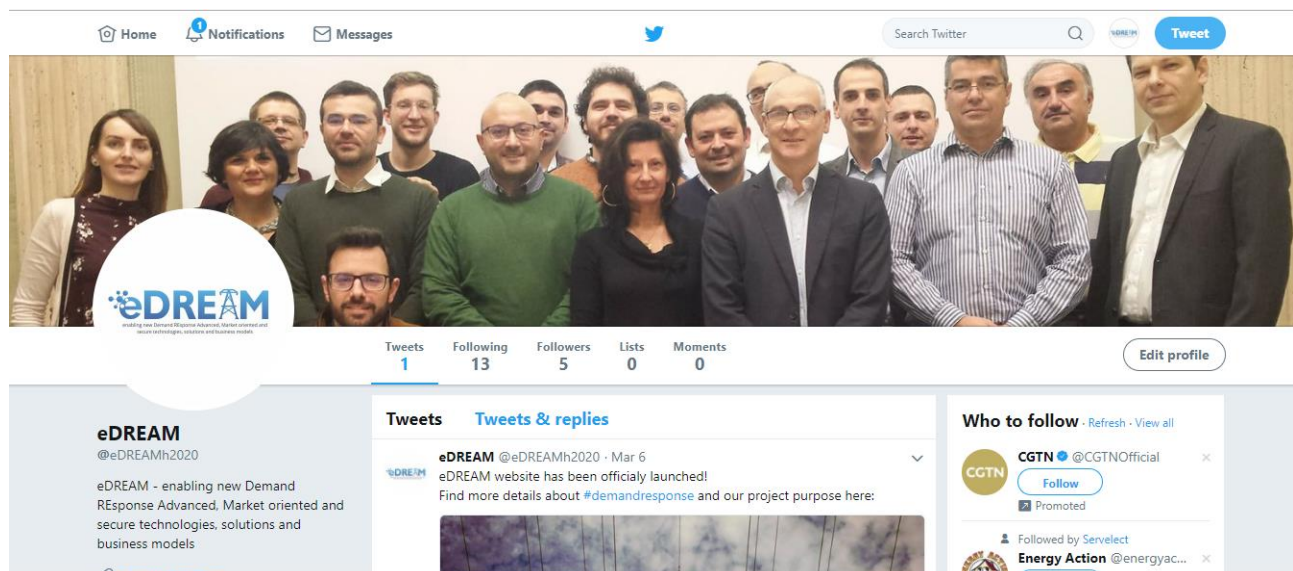 Home
1
Notifications
Messages
Search Twitter
eDREAM
Tweet
eDREAM
enabling new Demand REsponse Advanced, Market oriented and
secure technologies, solutions and business models
Tweets
1
Following
13
Followers
5
Lists
0
Moments
0
Edit profile
eDREAM
@eDREAMh2020
eDREAM - enabling new Demand
REsponse Advanced, Market oriented and
secure technologies, solutions and
business models
Tweets Tweets & replies
eDREAM
eDREAM @eDREAMh2020 · Mar 6
eDREAM website has been officialy launched!
Find more details about #demandresponse and our project purpose here:
Who to follow · Refresh · View all
CGTN
CGTN @CGTNOfficial
Follow
Promoted
Followed by Servelect
Energy Action @energyac...